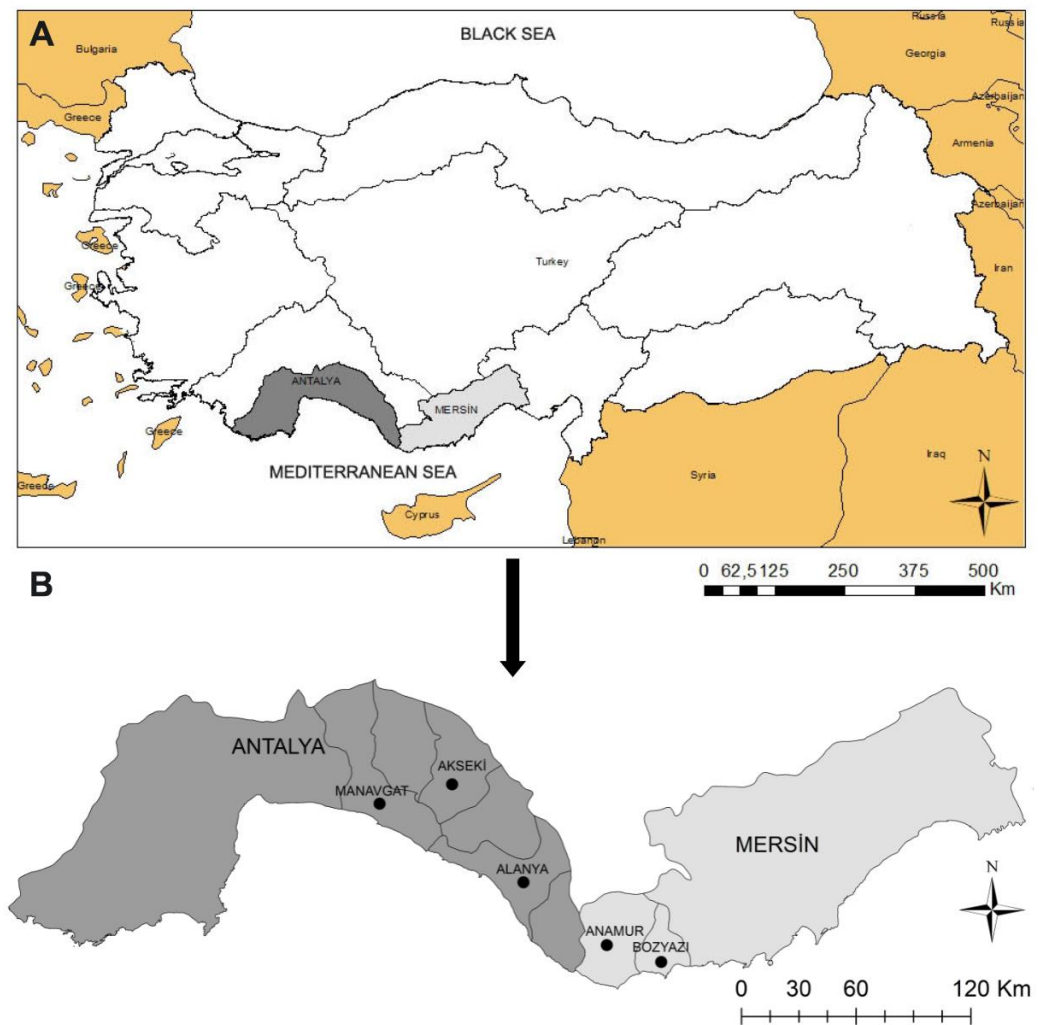 A
BLACK SEA
Russia
Russia
Bulgaria
Georgia
Greece
Azerbaijan
Armenia
Azerbaijan
Greece
Turkey
Iran
Greece
ANTALYA
MERSİN
Greece
MEDITERRANEAN SEA
Iraq
N
Syria
Greece
Cyprus
Lebanon
B
0 62,5 125 250 375 500
Km
ANTALYA
AKSEKİ
MANAVGAT
MERSİN
ALANYA
N
ANAMUR
BOZYAZI
0 30 60 120 Km